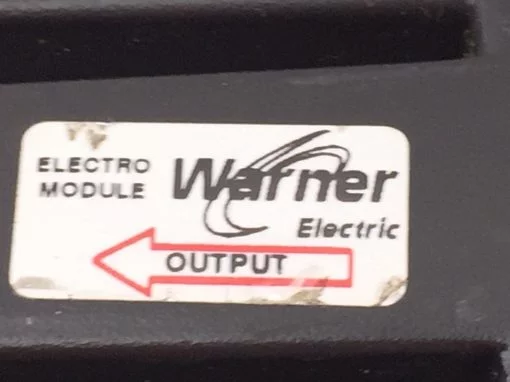 ELECTRO
MODULE
Warner
Electric
OUTPUT